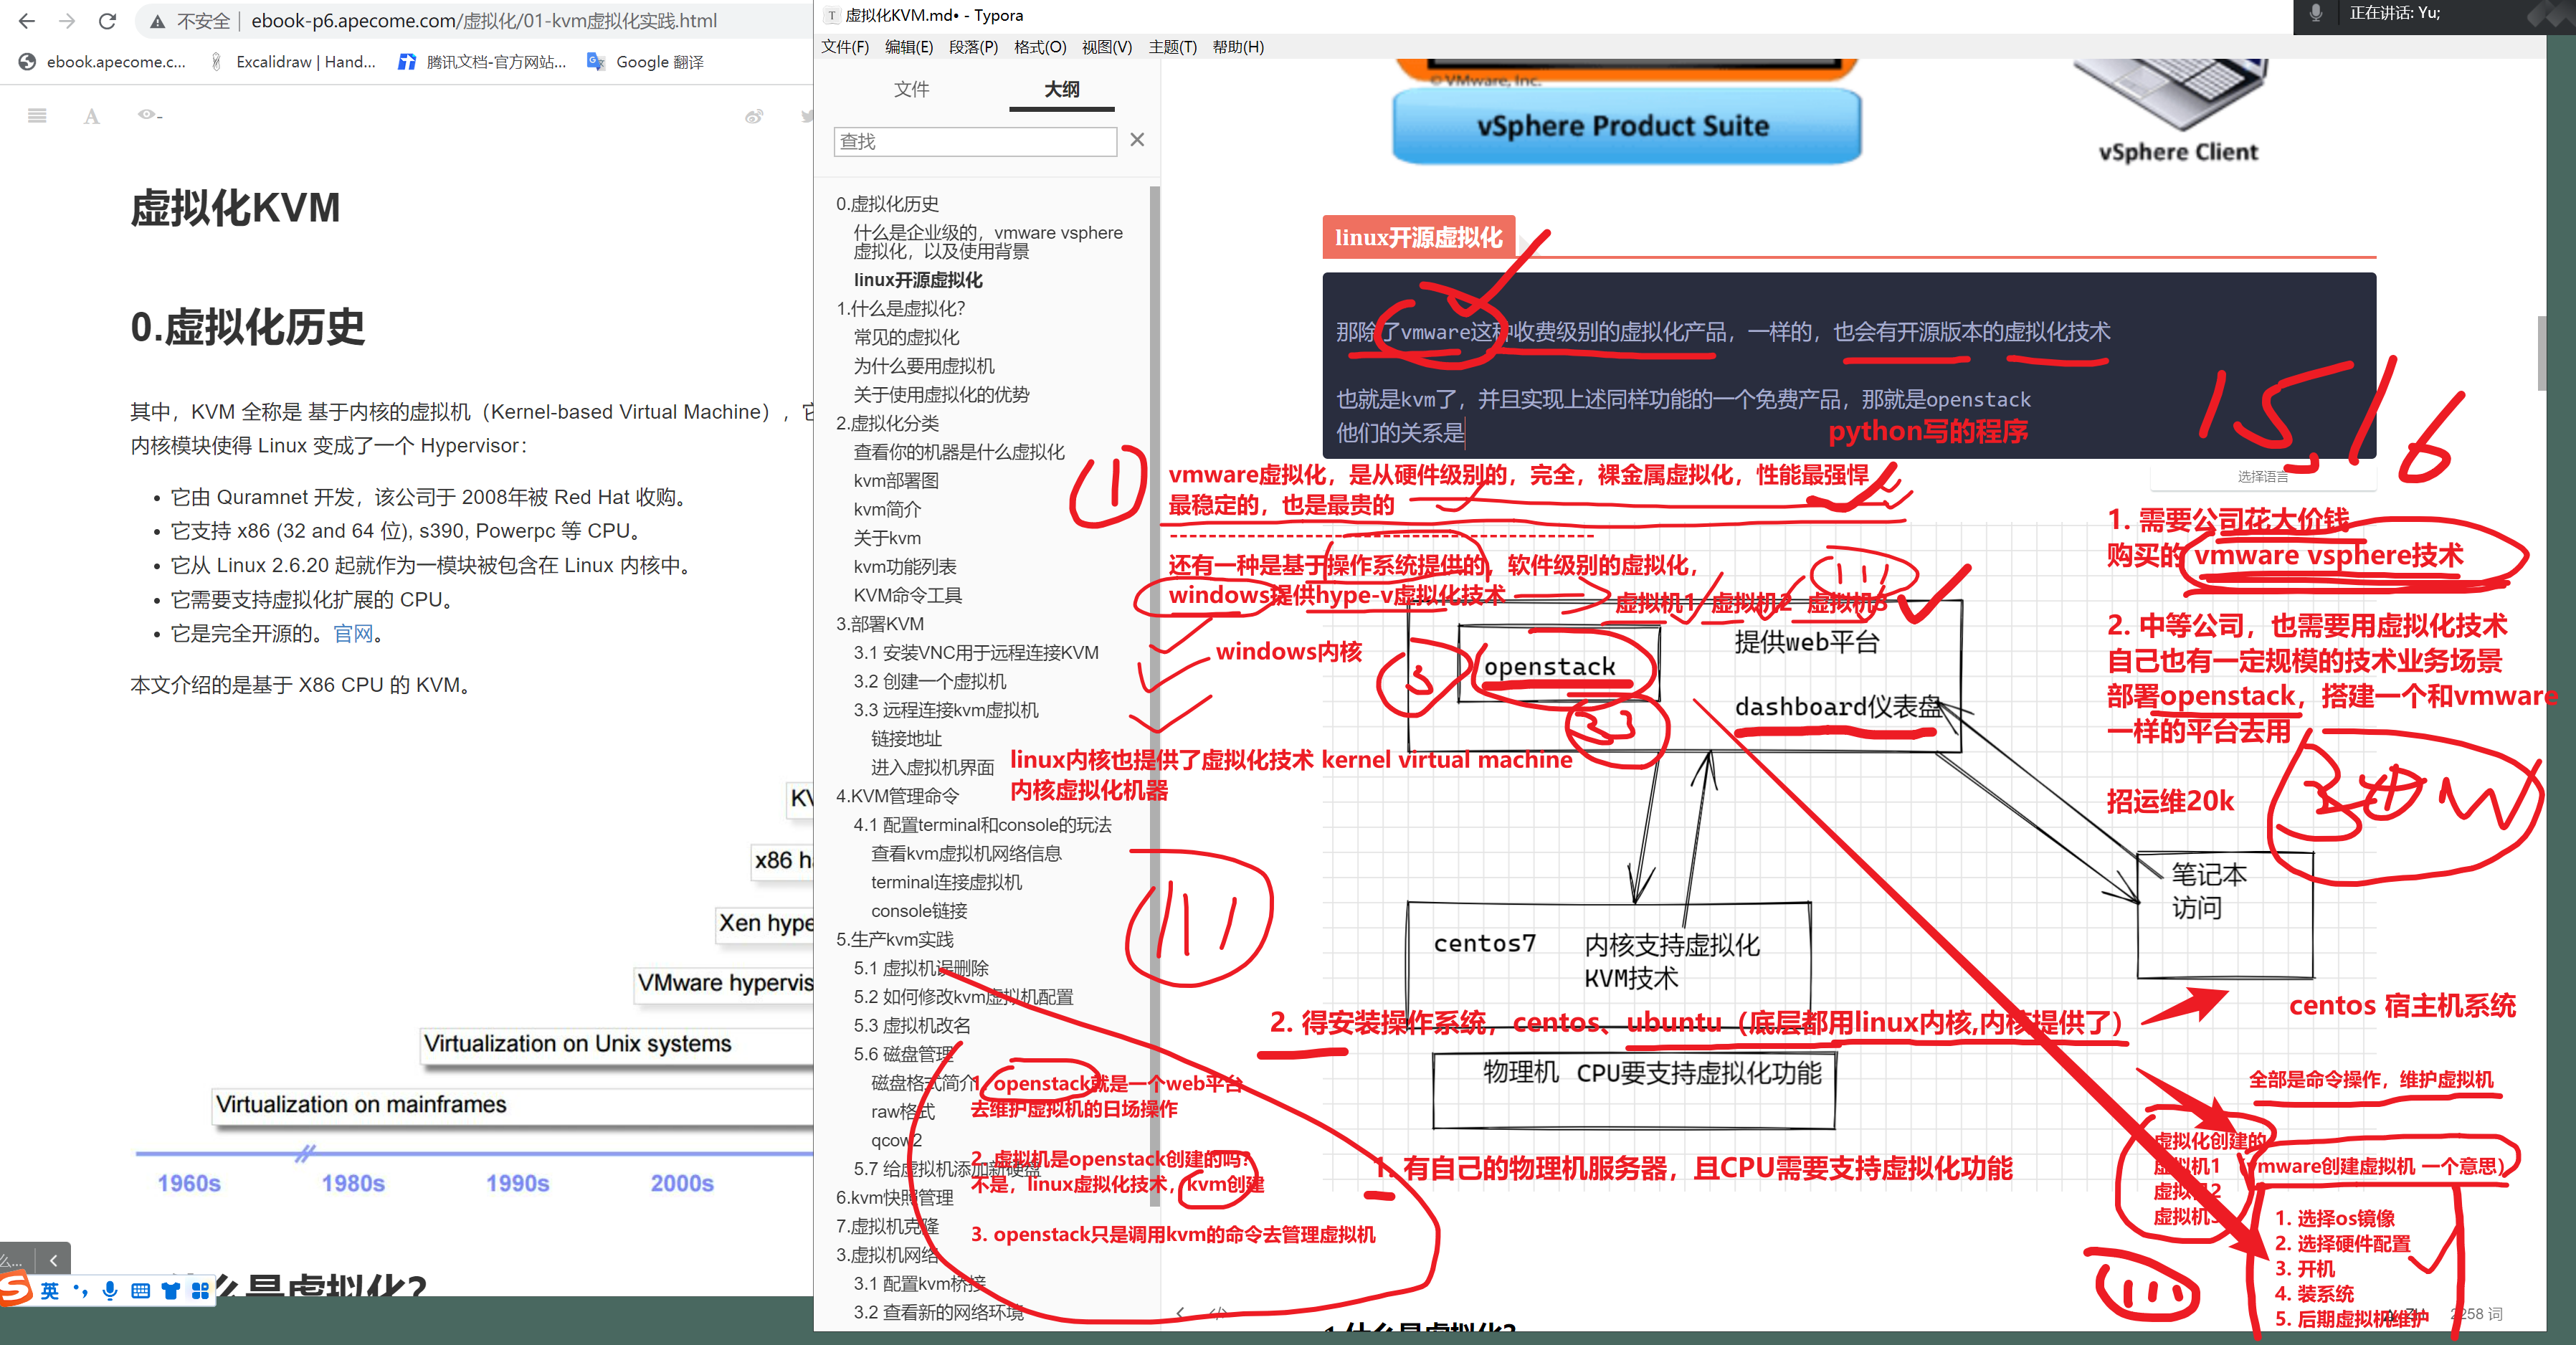 不安全
ebook-p6.apecome.com/虚拟化/01-kvm虚拟化实践.html
ebook.apecome.c...
Excalidraw | Hand...
腾讯文档-官方网站...
Google 翻译
虚拟化KVM
0.虚拟化历史
其中，KVM 全称是 基于内核的虚拟机（Kernel-based Virtual Machine），它
内核模块使得 Linux 变成了一个 Hypervisor：
它由 Quramnet 开发，该公司于 2008年被 Red Hat 收购。
它支持 x86 (32 and 64 位), s390, Powerpc 等 CPU。
它从 Linux 2.6.20 起就作为一模块被包含在 Linux 内核中。
它需要支持虚拟化扩展的 CPU。
它是完全开源的。官网。
本文介绍的是基于 X86 CPU 的 KVM。
KV
x86 h
Xen hype
VMware hypervis
Virtualization on Unix systems
Virtualization on mainframes
1960s
1980s
1990s
2000s
么是虚拟化?
英
虚拟化KVM.md• - Typora
正在讲话: Yu;
文件(F)
编辑(E)
段落(P)
格式(O)
视图(V)
主题(T)
帮助(H)
文件
大纲
查找
0.虚拟化历史
什么是企业级的，vmware vsphere
虚拟化，以及使用背景
linux开源虚拟化
1.什么是虚拟化?
常见的虚拟化
为什么要用虚拟机
关于使用虚拟化的优势
2.虚拟化分类
查看你的机器是什么虚拟化
kvm部署图
kvm简介
关于kvm
kvm功能列表
KVM命令工具
3.部署KVM
3.1 安装VNC用于远程连接KVM
3.2 创建一个虚拟机
3.3 远程连接kvm虚拟机
链接地址
进入虚拟机界面
4.KVM管理命令
4.1 配置terminal和console的玩法
查看kvm虚拟机网络信息
terminal连接虚拟机
console链接
5.生产kvm实践
5.1 虚拟机误删除
5.2 如何修改kvm虚拟机配置
5.3 虚拟机改名
5.6 磁盘管理
磁盘格式简介
raw格式
qcow2
5.7 给虚拟机添加新硬盘
6.kvm快照管理
7.虚拟机克隆
3.虚拟机网络
3.1 配置kvm桥接
3.2 查看新的网络环境
© VMware, Inc.
vSphere Product Suite
vSphere Client
linux开源虚拟化
那除了vmware这种收费级别的虚拟化产品，一样的，也会有开源版本的虚拟化技术
也就是kvm了，并且实现上述同样功能的一个免费产品，那就是openstack
他们的关系是
python写的程序
15,16
选择语言
vmware虚拟化，是从硬件级别的，完全，裸金属虚拟化，性能最强悍
最稳定的，也是最贵的
还有一种是基于操作系统提供的，软件级别的虚拟化，
windows提供hype-v虚拟化技术
虚拟机1 虚拟机2 虚拟机3
windows内核
linux内核也提供了虚拟化技术 kernel virtual machine
内核虚拟化机器
openstack
提供web平台
dashboard仪表盘
笔记本
访问
centos7
内核支持虚拟化
KVM技术
2. 得安装操作系统，centos、ubuntu（底层都用linux内核,内核提供了）
物理机 CPU要支持虚拟化功能
1. 有自己的物理机服务器，且CPU需要支持虚拟化功能
1. openstack就是一个web平台
去维护虚拟机的日场操作
2. 虚拟机是openstack创建的吗?
不是，linux虚拟化技术，kvm创建
3. openstack只是调用kvm的命令去管理虚拟机
1. 需要公司花大价钱
购买的 vmware vsphere技术
2. 中等公司，也需要用虚拟化技术
自己也有一定规模的技术业务场景
部署openstack，搭建一个和vmware
一样的平台去用
招运维20k
centos 宿主机系统
全部是命令操作，维护虚拟机
虚拟化创建的
虚拟机1
虚拟机2
虚拟机3
（vmware创建虚拟机 一个意思）
1. 选择os镜像
2. 选择硬件配置
3. 开机
4. 装系统
5. 后期虚拟机维护
2258 词
1.什么是虚拟化?